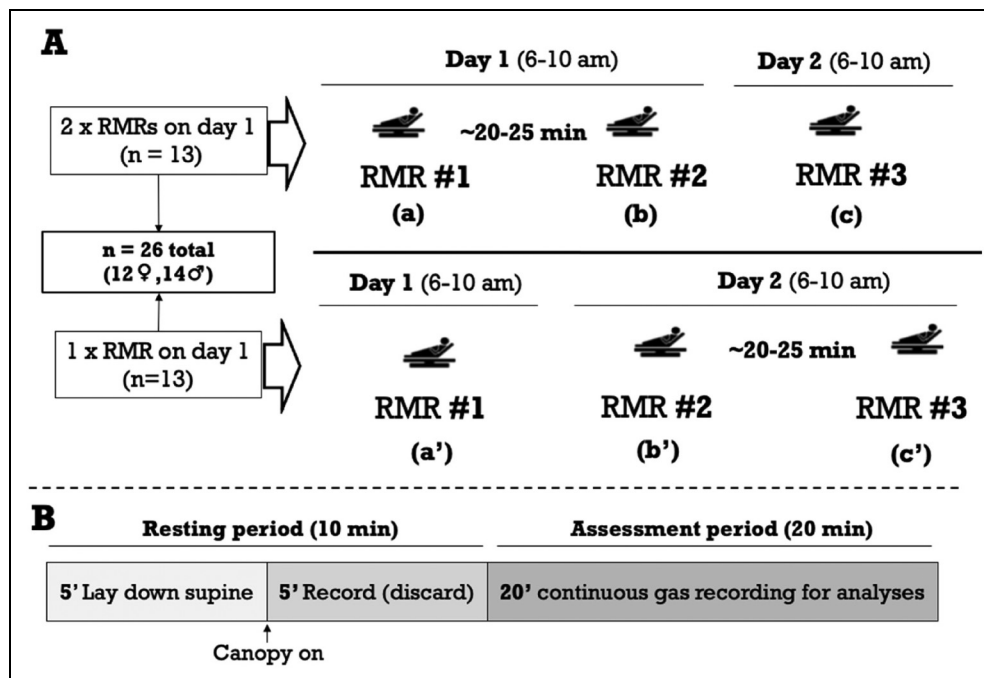 A
Day 1 (6-10 am)
Day 2 (6-10 am)
2 x RMRs on day 1
(n = 13)
~20-25 min
RMR #1
RMR #2
RMR #3
(a)
(b)
(c)
n = 26 total
(12 ♀,14♂)
Day 1 (6-10 am)
Day 2 (6-10 am)
1 x RMR on day 1
(n=13)
~20-25 min
RMR #1
RMR #2
RMR #3
(a')
(b')
(c')
B
Resting period (10 min)
Assessment period (20 min)
5' Lay down supine
5' Record (discard)
20' continuous gas recording for analyses
Canopy on